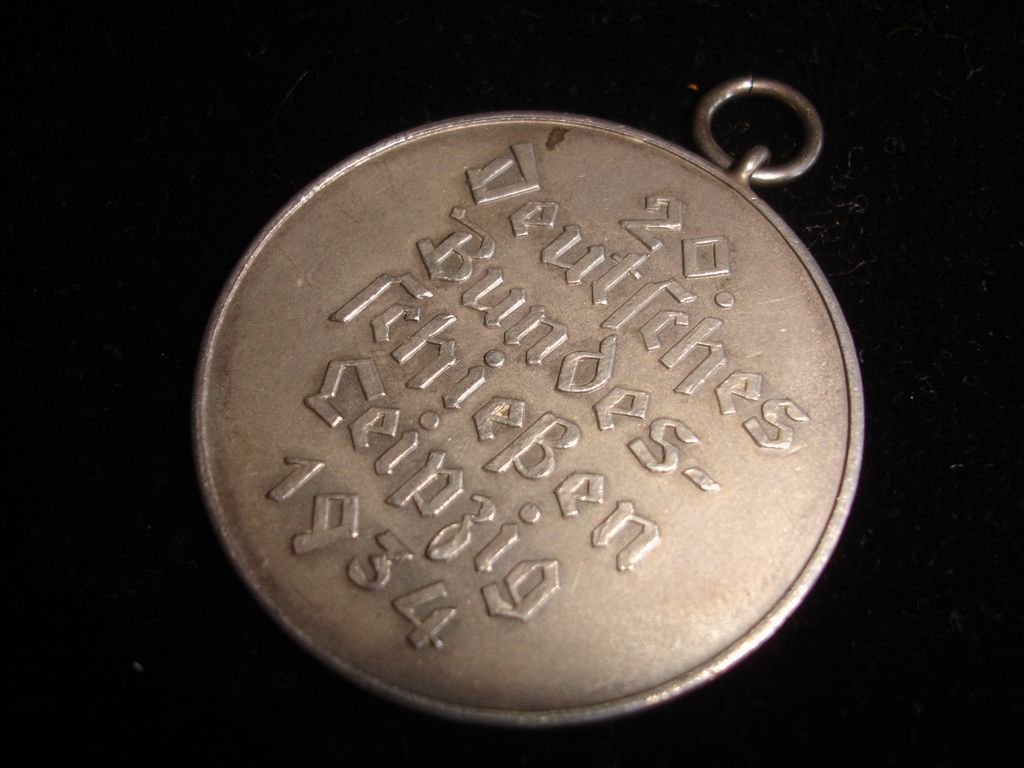 20.
Deutsches
Bundes-
schießen
Leipzig
1934